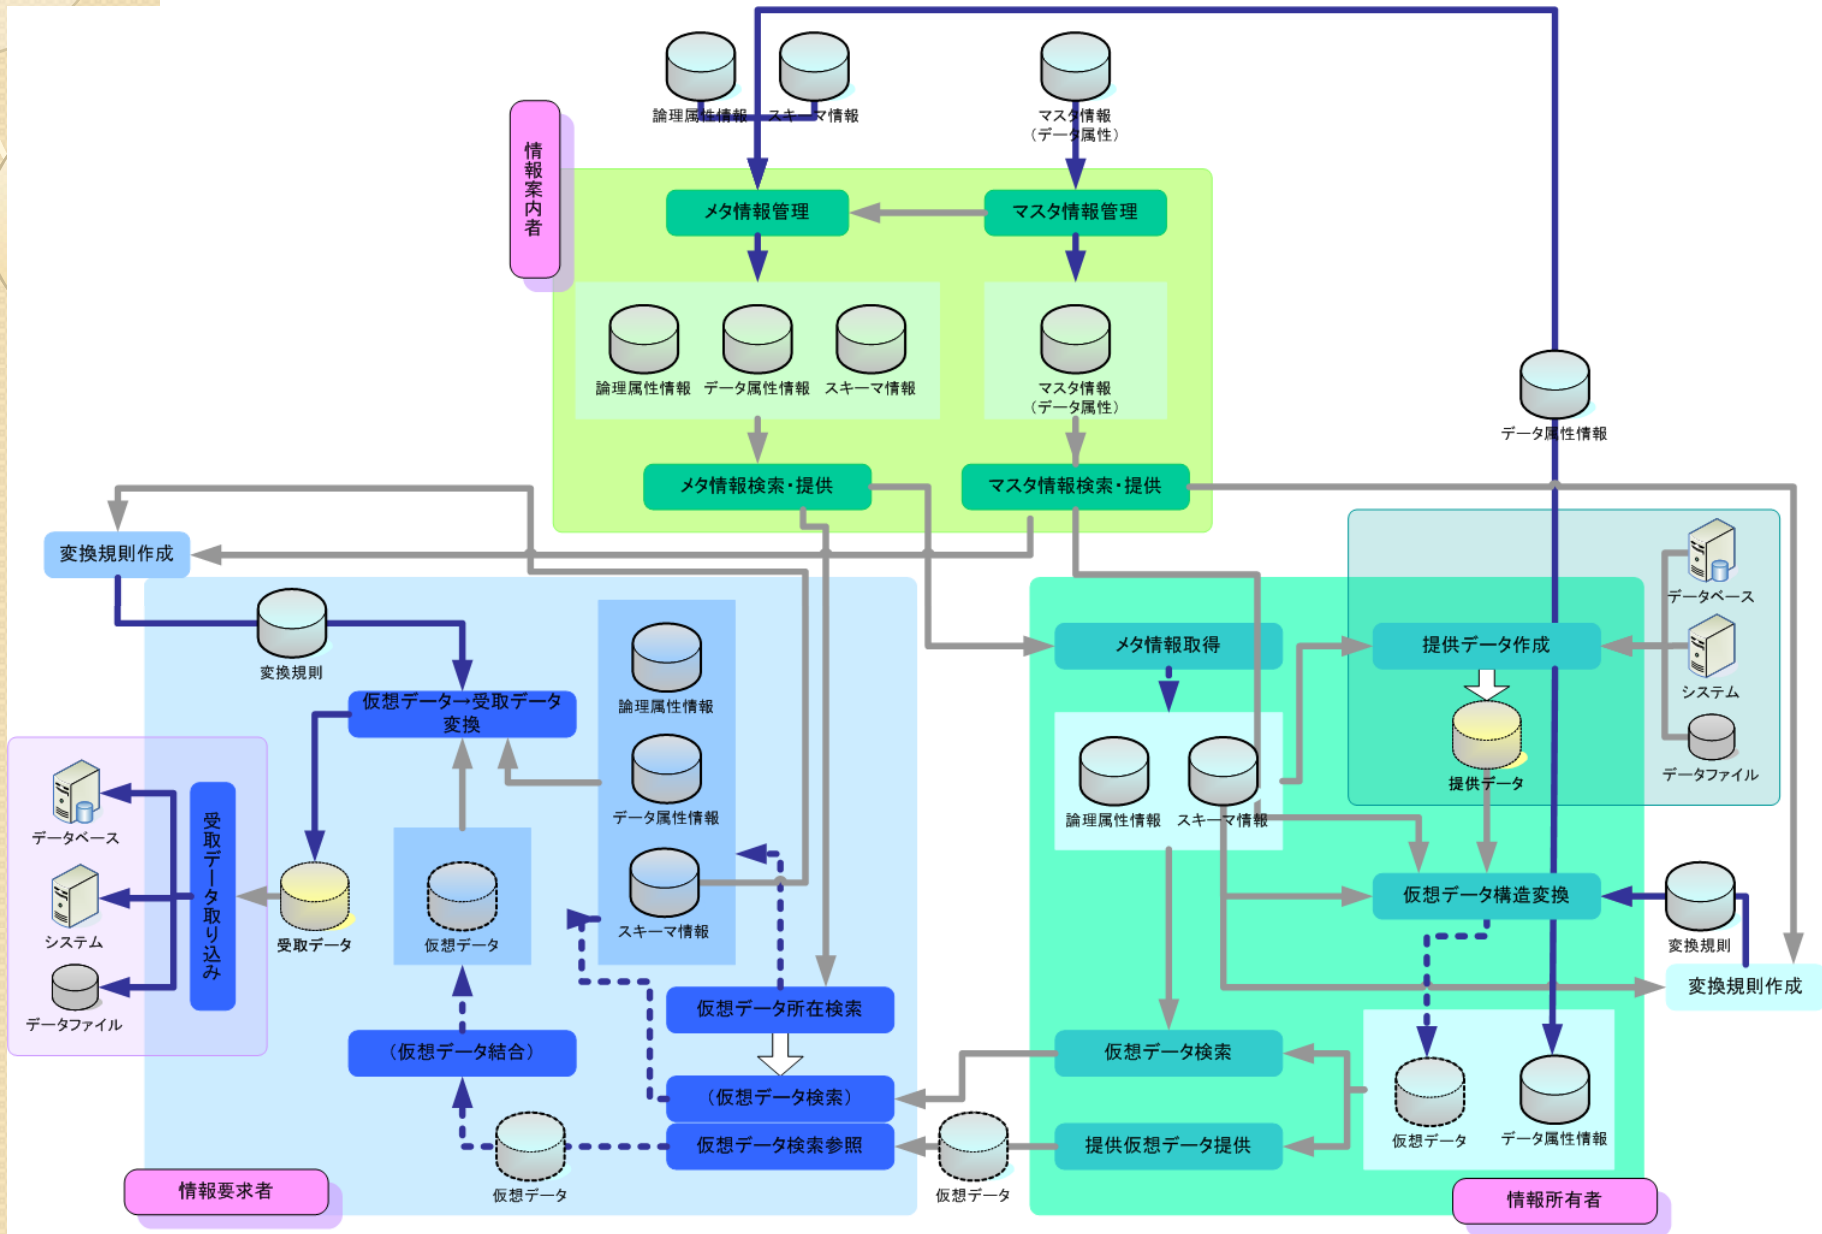 論理属性情報
スキーマ情報
マスタ情報
(データ属性)
情報案内者
メタ情報管理
マスタ情報管理
論理属性情報
データ属性情報
スキーマ情報
マスタ情報
(データ属性)
データ属性情報
メタ情報検索・提供
マスタ情報検索・提供
変換規則作成
変換規則
仮想データ→受取データ
変換
論理属性情報
データ属性情報
スキーマ情報
データベース
システム
データファイル
受取データ取り込み
受取データ
仮想データ
(仮想データ結合)
仮想データ所在検索
(仮想データ検索)
仮想データ検索参照
仮想データ
情報要求者
メタ情報取得
提供データ作成
データベース
システム
データファイル
論理属性情報
スキーマ情報
提供データ
仮想データ構造変換
変換規則
変換規則作成
仮想データ検索
提供仮想データ提供
仮想データ
仮想データ
データ属性情報
情報所有者